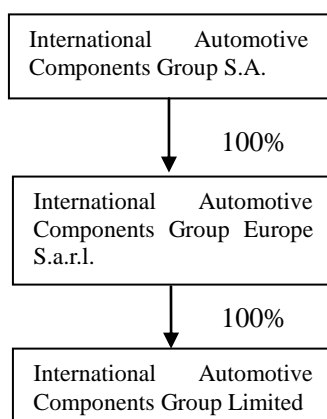 International Automotive
Components Group S.A.
100%
International Automotive
Components Group Europe
S.a.r.l.
100%
International Automotive
Components Group Limited